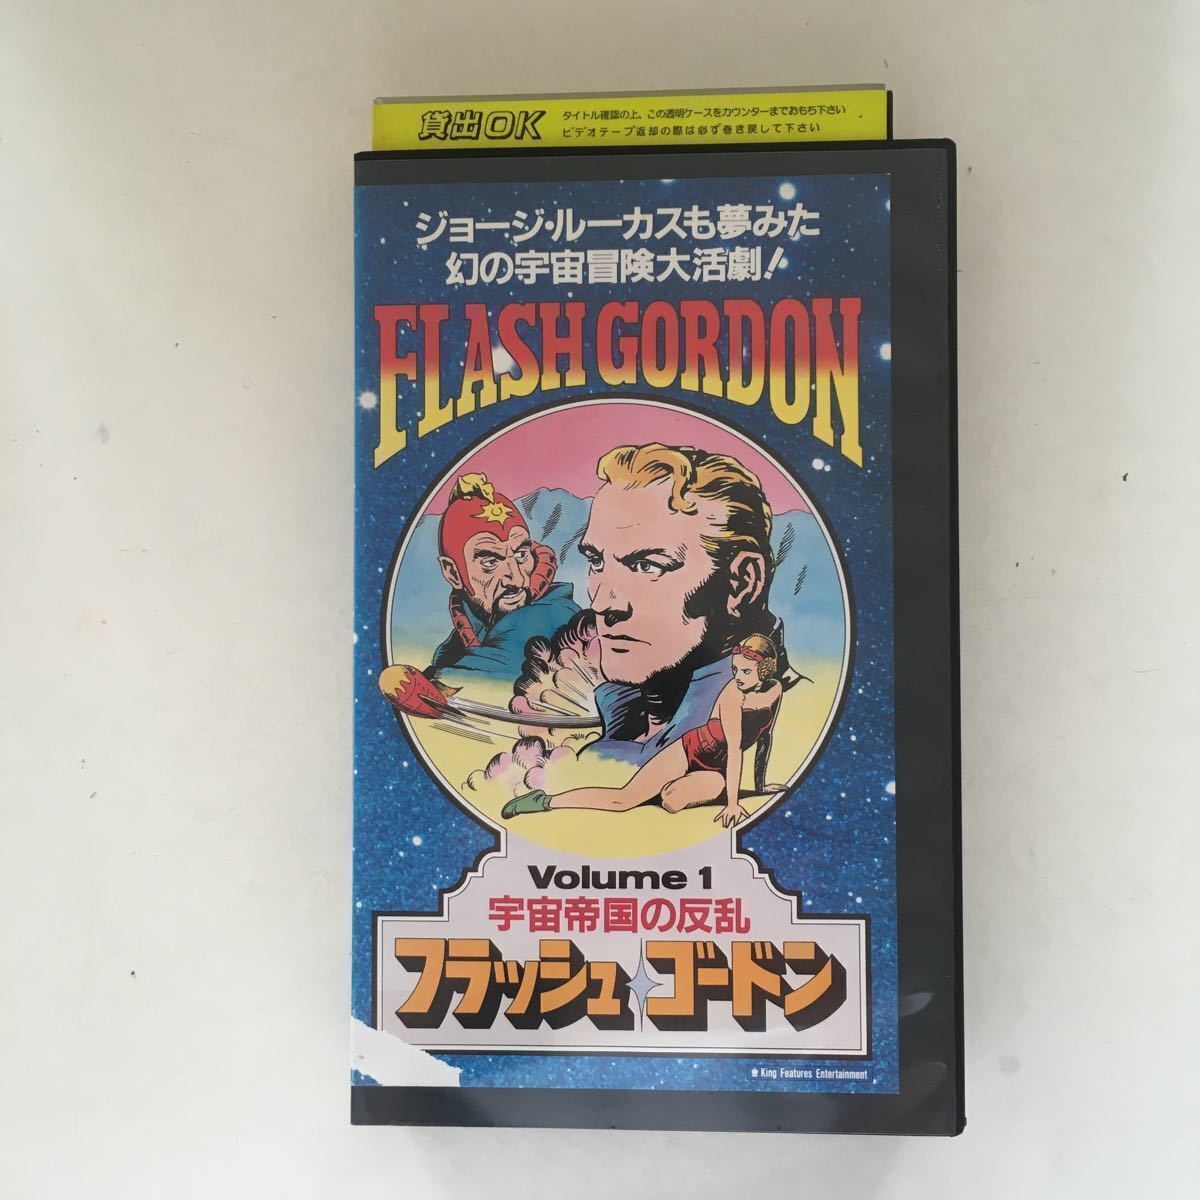 貸出OK
タイトル確認の上、この透明ケースをカウンターまでおもち下さい
ビデオテープ返却の際は必ず巻き戻して下さい
ジョージ・ルーカスも夢みた
幻の宇宙冒険大活劇!
FLASH GORDON
Volume 1
宇宙帝国の反乱
フラッシュ ゴードン
King Features Entertainment